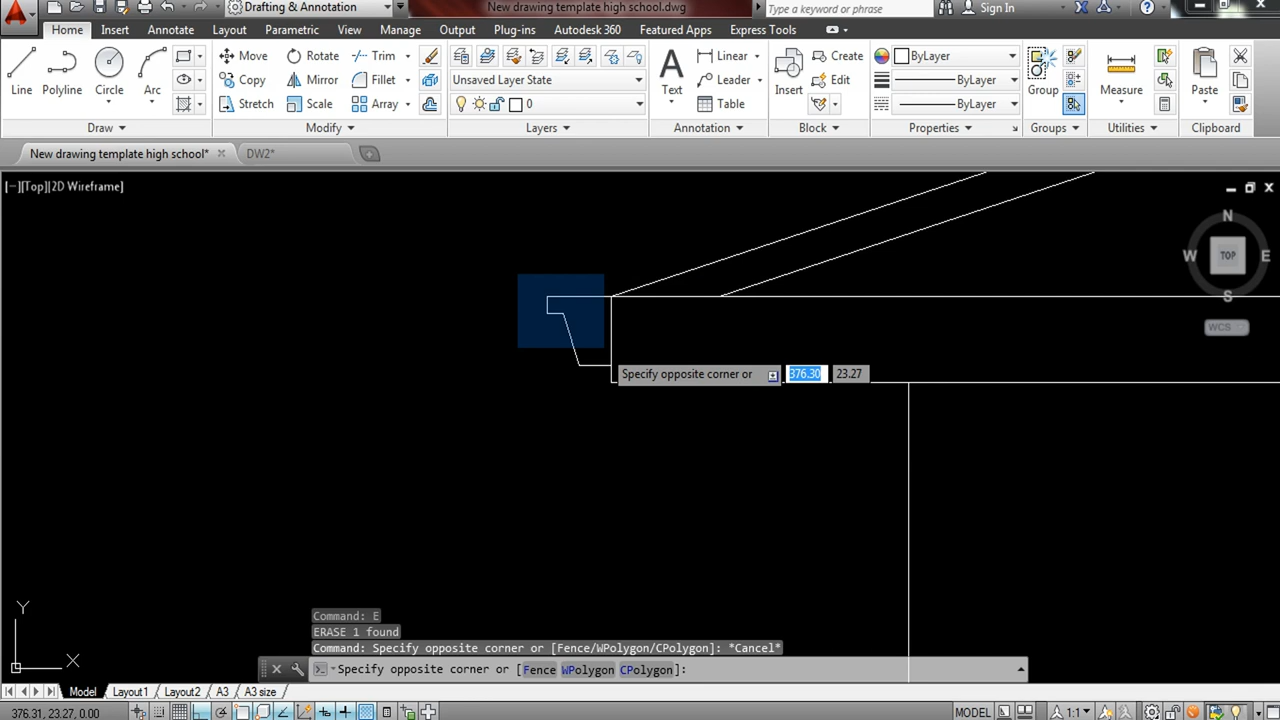 Drafting & Annotation
New drawing template high school.dwg
Type a keyword or phrase
Sign In
Home Insert Annotate Layout Parametric View Manage Output Plug-ins Autodesk 360 Featured Apps Express Tools
Line
Polyline
Circle
Arc
Move Rotate Trim
Copy Mirror Fillet
Stretch Scale Array
Unsaved Layer State
0
Text
Linear
Leader
Table
Insert
Create
Edit
ByLayer
ByLayer
ByLayer
Group
Measure
Paste
Draw Modify Layers Annotation Block Properties Groups Utilities Clipboard
New drawing template high school* DW2*
[−][Top][2D Wireframe]
N
W TOP E
S
WCS
Specify opposite corner or 376.30 23.27
Y
X
Command: E
ERASE 1 found
Command: Specify opposite corner or [Fence/WPolygon/CPolygon]: *Cancel*
Specify opposite corner or [Fence WPolygon CPolygon]:
Model Layout1 Layout2 A3 A3 size
376.31, 23.27, 0.00
MODEL 1:1